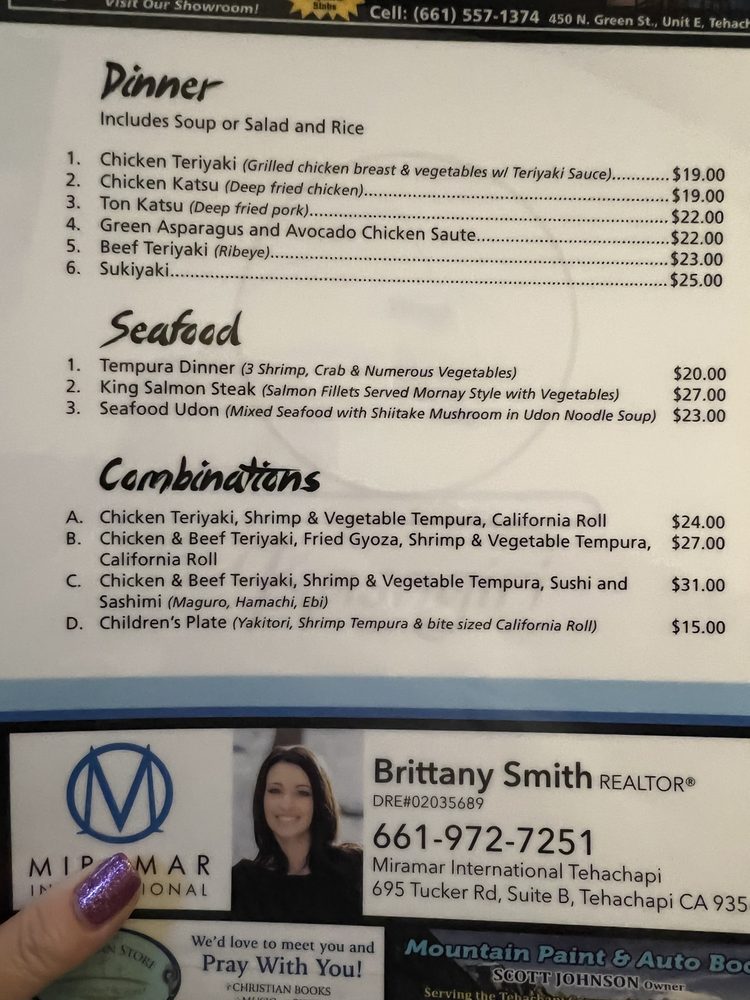 Visit Our Showroom!
Slabs
Cell: (661) 557-1374 450 N. Green St., Unit E, Tehach
Dinner
Includes Soup or Salad and Rice
1. Chicken Teriyaki (Grilled chicken breast & vegetables w/ Teriyaki Sauce)...........$19.00
2. Chicken Katsu (Deep fried chicken)..................................................................$19.00
3. Ton Katsu (Deep fried pork)..............................................................................$22.00
4. Green Asparagus and Avocado Chicken Saute..........................................$22.00
5. Beef Teriyaki (Ribeye).......................................................................................$23.00
6. Sukiyaki............................................................................................................$25.00
Seafood
1. Tempura Dinner (3 Shrimp, Crab & Numerous Vegetables) $20.00
2. King Salmon Steak (Salmon Fillets Served Mornay Style with Vegetables) $27.00
3. Seafood Udon (Mixed Seafood with Shiitake Mushroom in Udon Noodle Soup) $23.00
Combinations
A. Chicken Teriyaki, Shrimp & Vegetable Tempura, California Roll $24.00
B. Chicken & Beef Teriyaki, Fried Gyoza, Shrimp & Vegetable Tempura, $27.00
California Roll
C. Chicken & Beef Teriyaki, Shrimp & Vegetable Tempura, Sushi and $31.00
Sashimi (Maguro, Hamachi, Ebi)
D. Children's Plate (Yakitori, Shrimp Tempura & bite sized California Roll) $15.00
M
MIR MAR
IN IONAL
Brittany Smith REALTOR®
DRE#02035689
661-972-7251
Miramar International Tehachapi
695 Tucker Rd, Suite B, Tehachapi CA 935
STORE
We'd love to meet you and
Pray With You!
CHRISTIAN BOOKS
Mountain Paint & Auto Bo
SCOTT JOHNSON Owner
Serving the